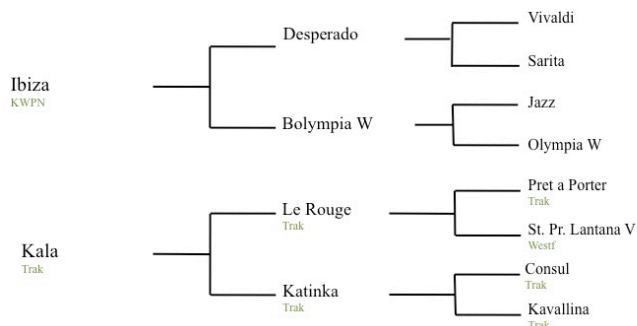 Vivaldi
Desperado
Sarita
Ibiza
KWPN
Jazz
Bolympia W
Olympia W
Pret a Porter
Trak
Le Rouge
Trak
St. Pr. Lantana V
Westf
Kala
Trak
Consul
Trak
Katinka
Trak
Kavallina
Trak